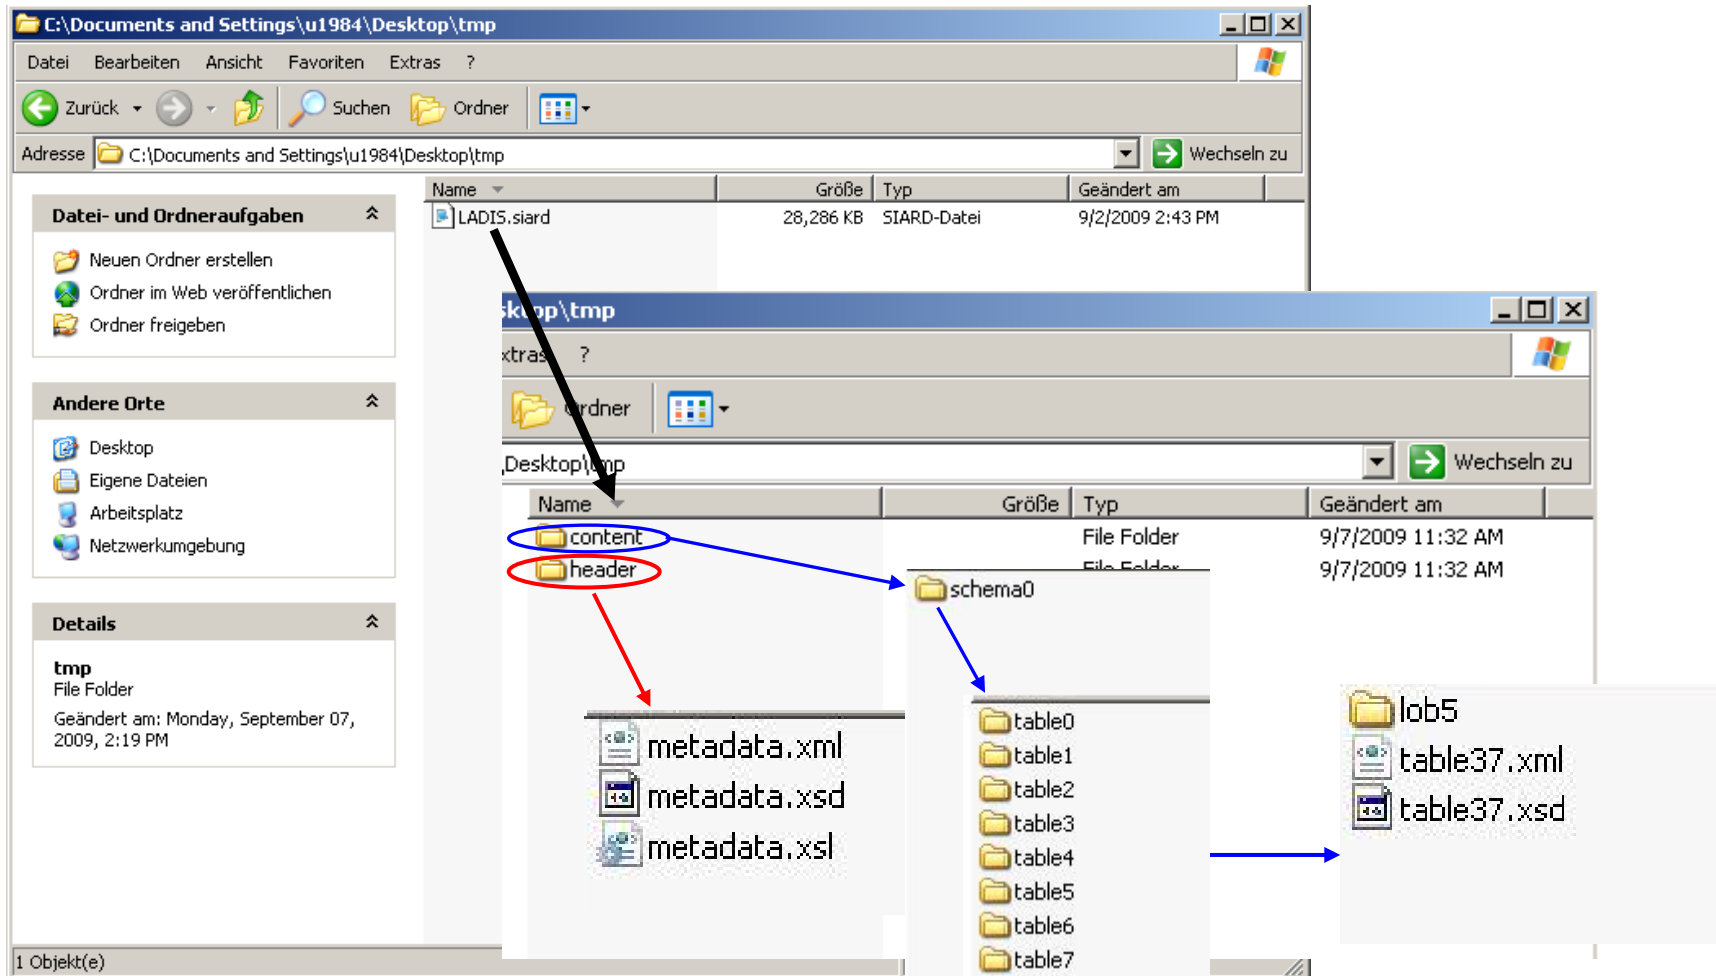 C:\Documents and Settings\u1984\Desktop\tmp
Datei Bearbeiten Ansicht Favoriten Extras ?
Zurück Suchen Ordner
Adresse C:\Documents and Settings\u1984\Desktop\tmp Wechseln zu
Name Größe Typ Geändert am
LADIS.siard 28,286 KB SIARD-Datei 9/2/2009 2:43 PM
Datei- und Ordneraufgaben
Neuen Ordner erstellen
Ordner im Web veröffentlichen
Ordner freigeben
Andere Orte
Desktop
Eigene Dateien
Arbeitsplatz
Netzwerkumgebung
Details
tmp
File Folder
Geändert am: Monday, September 07,
2009, 2:19 PM
1 Objekt(e)
sktop\tmp
xtras ?
Ordner
\Desktop\tmp Wechseln zu
Name Größe Typ Geändert am
content File Folder 9/7/2009 11:32 AM
header File Folder 9/7/2009 11:32 AM
metadata.xml
metadata.xsd
metadata.xsl
schema0
table0
table1
table2
table3
table4
table5
table6
table7
lob5
table37.xml
table37.xsd